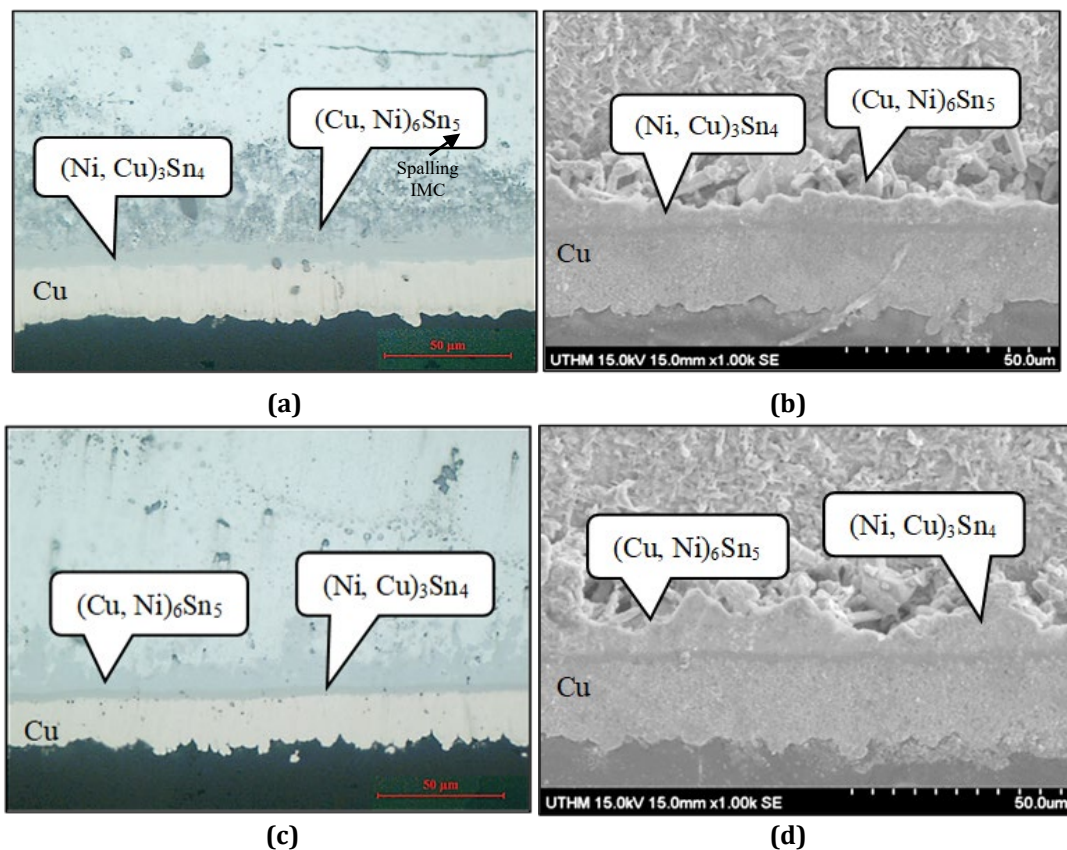 (Cu, Ni)₆Sn₅
(Ni, Cu)₃Sn₄
Spalling
IMC
Cu
50 µm
(a)
(Cu, Ni)₆Sn₅
(Ni, Cu)₃Sn₄
Cu
UTHM 15.0kV 15.0mm x1.00k SE
50.0um
(b)
(Ni, Cu)₃Sn₄
(Cu, Ni)₆Sn₅
Cu
50 µm
(c)
(Ni, Cu)₃Sn₄
(Cu, Ni)₆Sn₅
Cu
UTHM 15.0kV 15.0mm x1.00k SE
50.0um
(d)